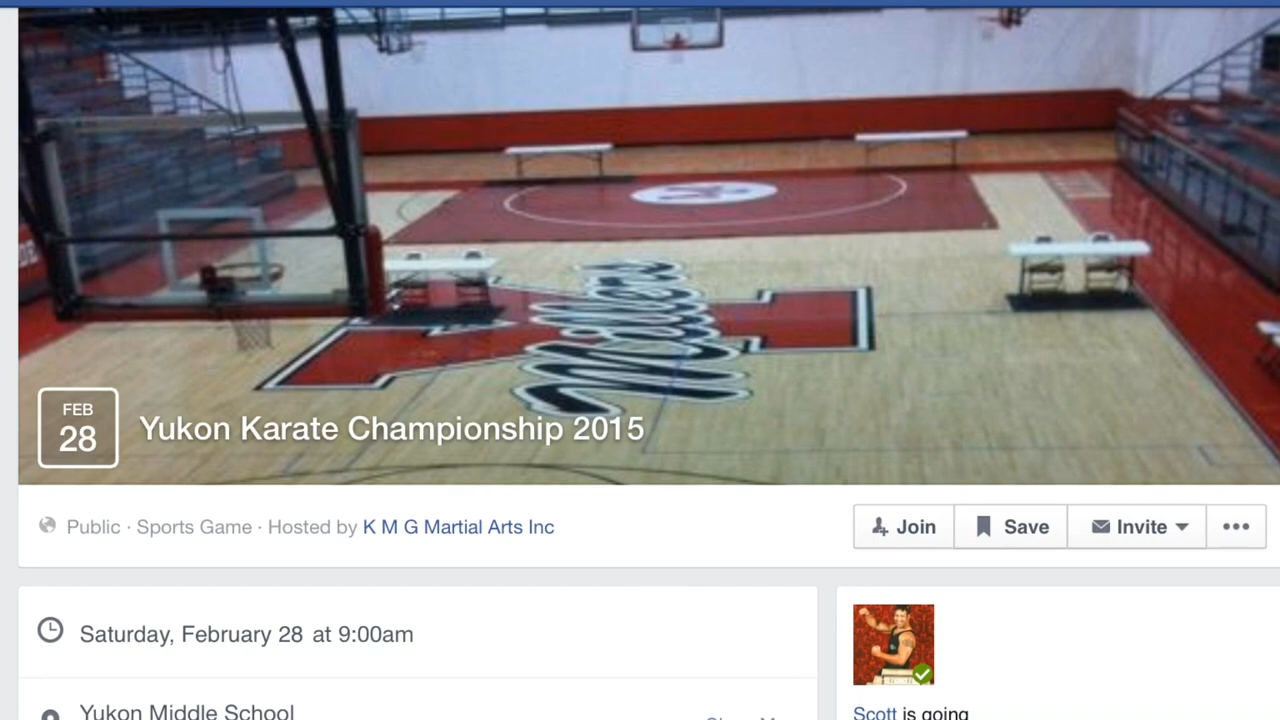 Millers
FEB
28
Yukon Karate Championship 2015
Public · Sports Game · Hosted by K M G Martial Arts Inc
Join
Save
Invite
Saturday, February 28 at 9:00am
Yukon Middle School
Scott is going